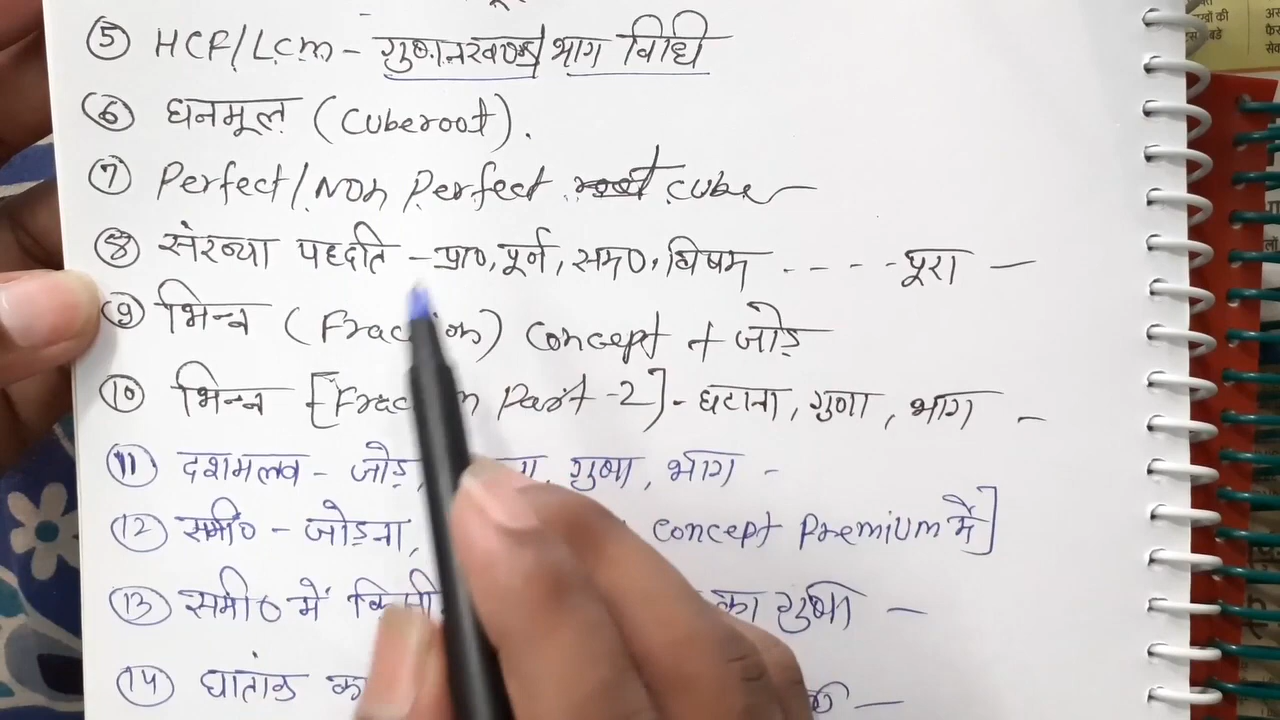 ⑤ HCF/LCM - गुणनखण्ड/भाग विधि
⑥ घनमूल (Cuberoot).
⑦ Perfect/Non Perfect cube
⑧ संख्या पद्दति - प्रा०, पूर्न, सम०, विषम ---- पूरा -
⑨ भिन्न (Fraction) Concept + जोड़
⑩ भिन्न [Fraction Part-2] - घटाना, गुणा, भाग -
⑪ दशमलव - जोड़, गुणा, भाग -
⑫ समी० - जोड़ना, Concept Premium में]
⑬ समी० में का गुणा -
⑭ घातांक